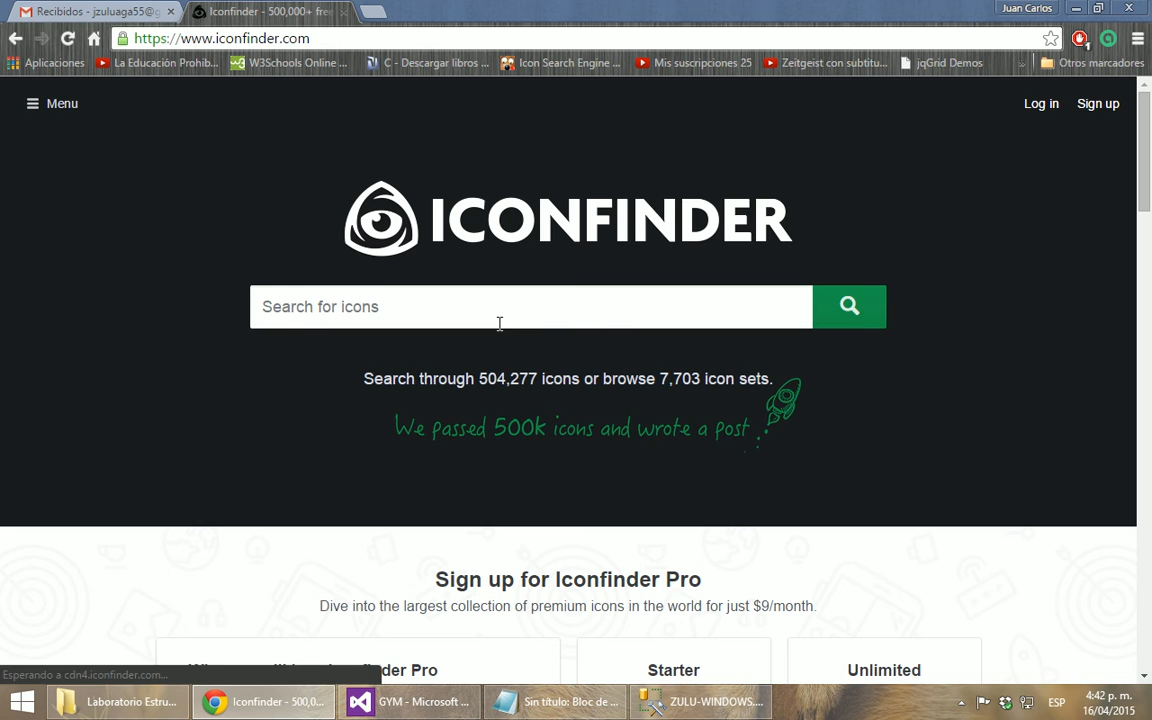 Recibidos - jzuluaga55@g
Iconfinder - 500,000+ fre
Juan Carlos
https://www.iconfinder.com
1
Aplicaciones
La Educación Prohib...
W3Schools Online ...
C - Descargar libros ...
Icon Search Engine ...
Mis suscripciones 25
Zeitgeist con subtitu...
jqGrid Demos
Otros marcadores
Menu
Log in
Sign up
ICONFINDER
Search for icons
Search through 504,277 icons or browse 7,703 icon sets.
We passed 500k icons and wrote a post
Sign up for Iconfinder Pro
Dive into the largest collection of premium icons in the world for just $9/month.
der Pro
Starter
Unlimited
Esperando a cdn4.iconfinder.com...
Laboratorio Estru...
Iconfinder - 500,0...
GYM - Microsoft ...
Sin título: Bloc de ...
ZULU-WINDOWS....
ESP
4:42 p. m.
16/04/2015